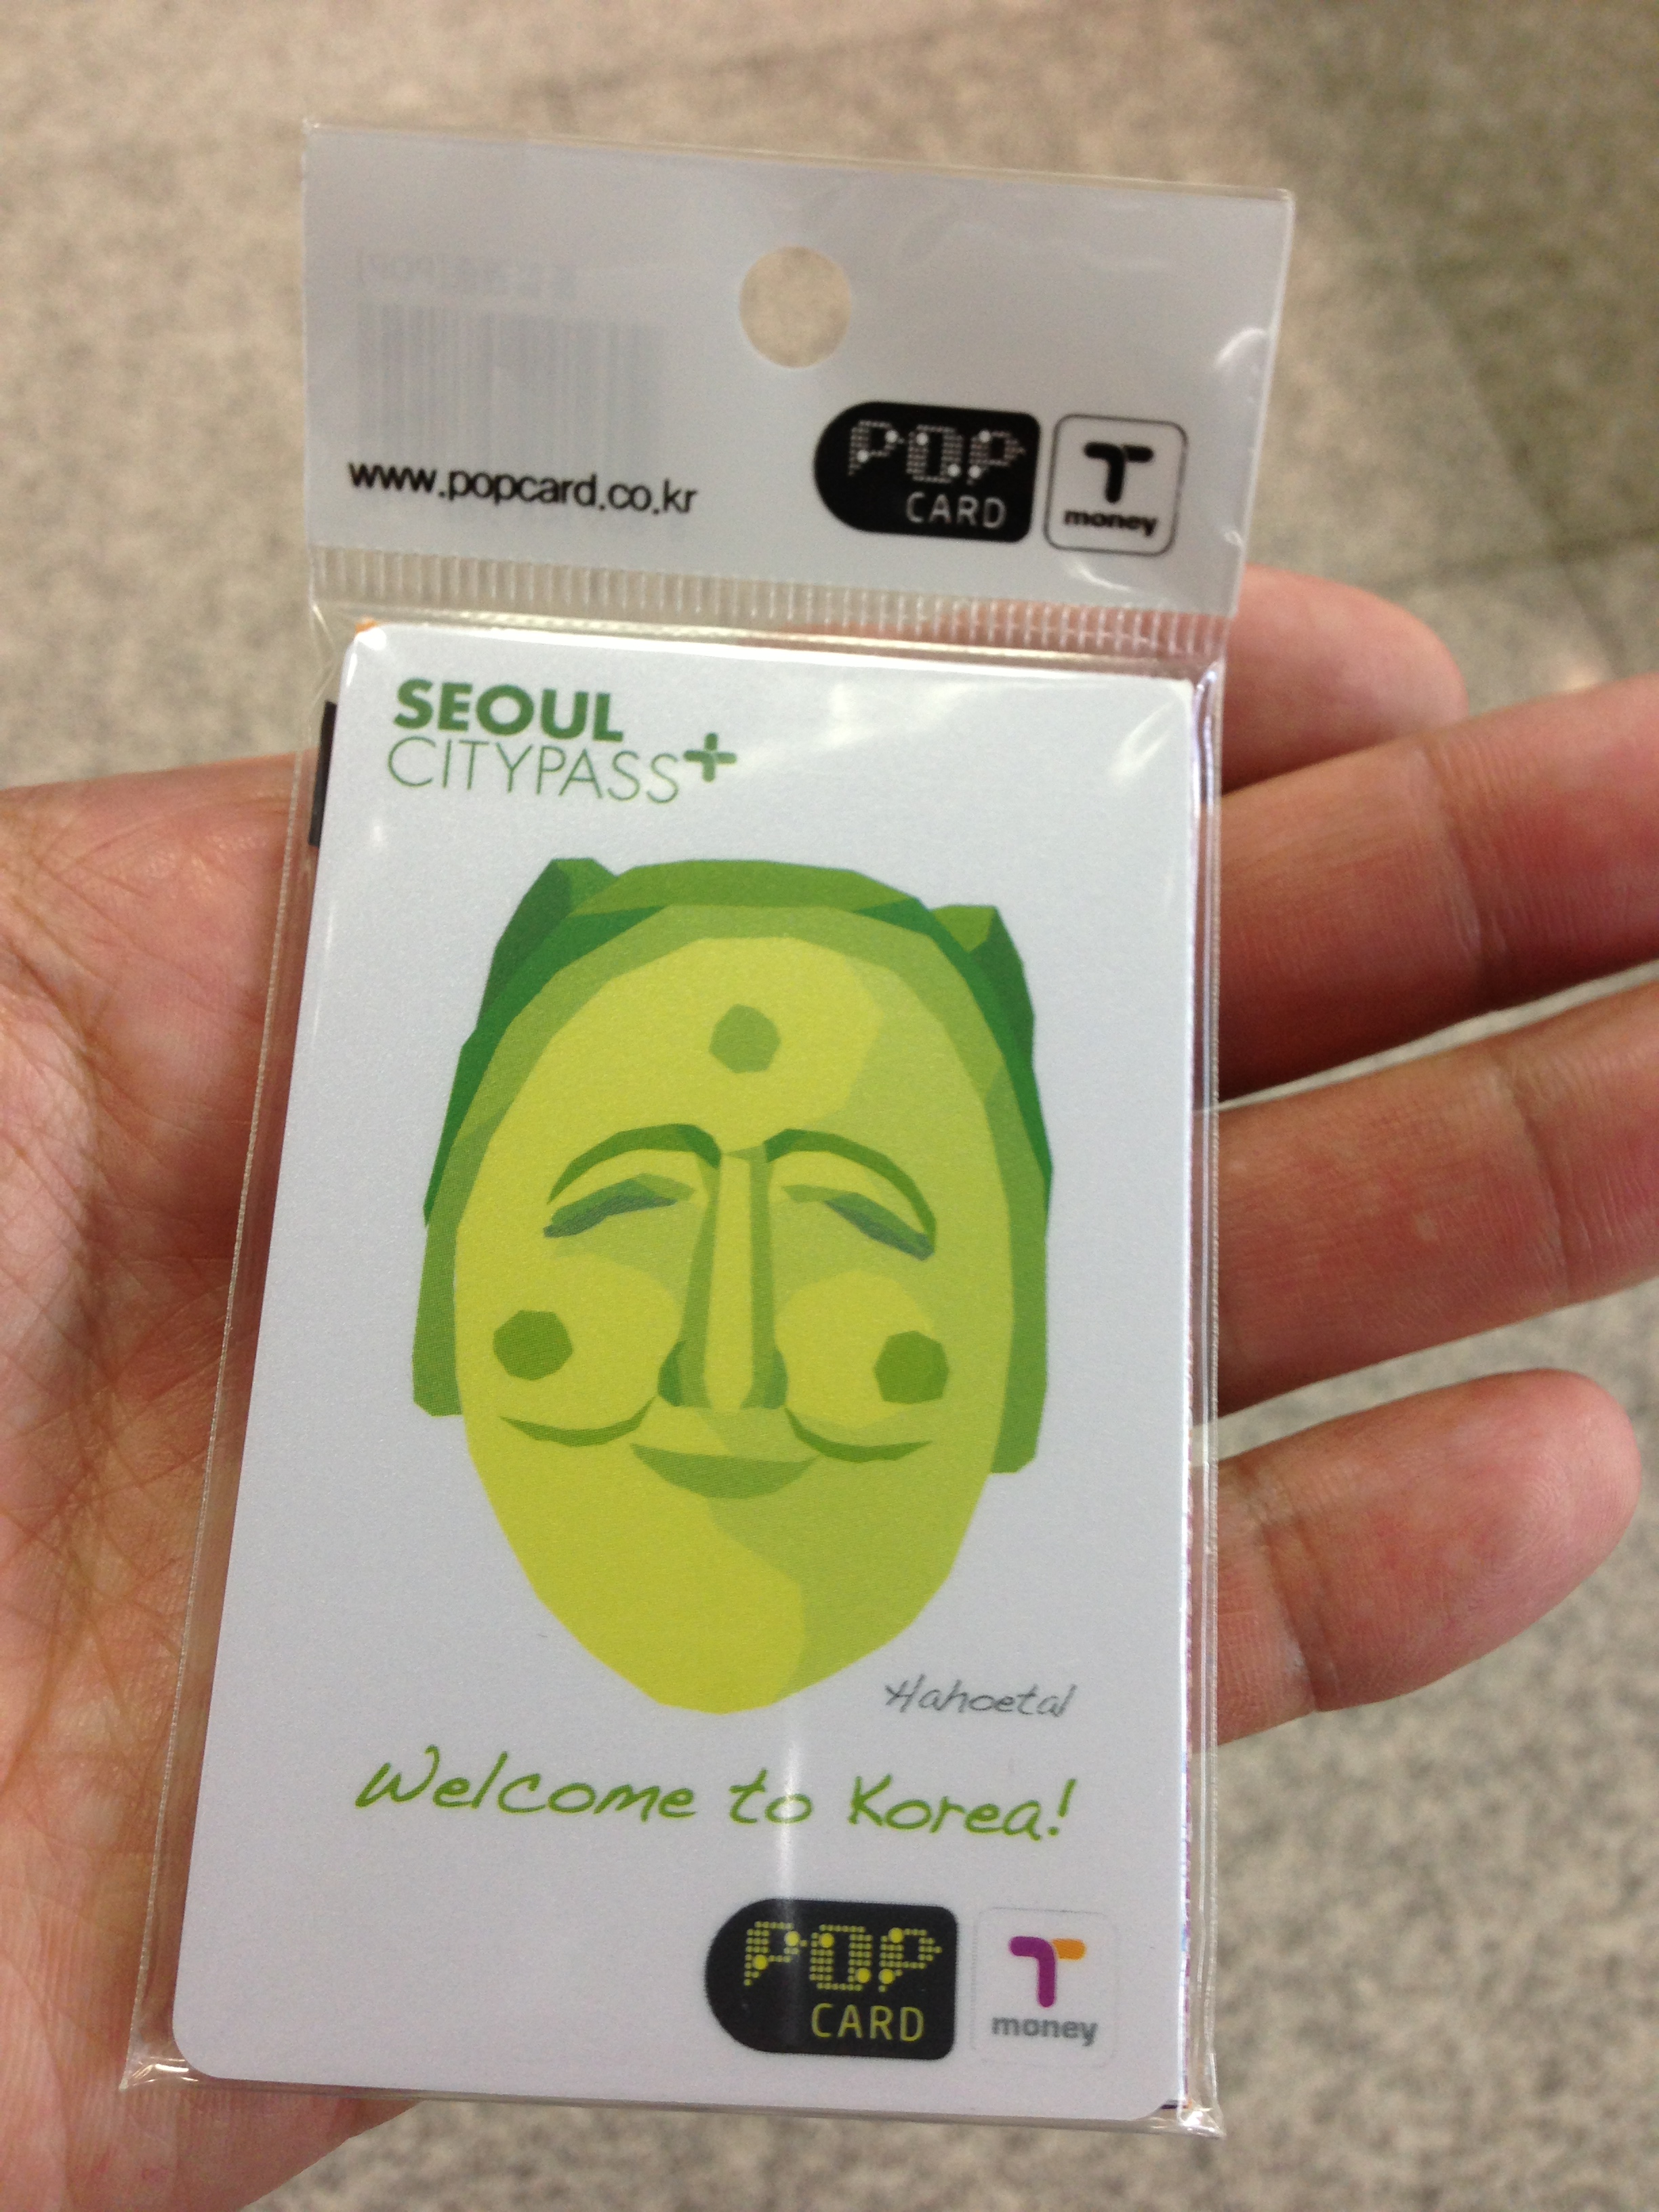 www.popcard.co.kr
POP
CARD
T
money
SEOUL
CITYPASS+
Hahoetal
Welcome to Korea!
POP
CARD
T
money